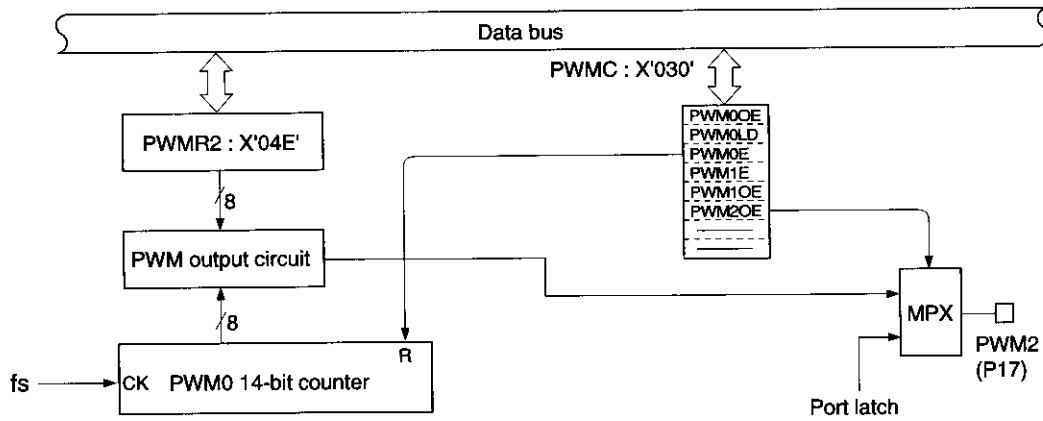 Data bus
PWMC : X'030'
PWMR2 : X'04E'
PWM0OE
PWM0LD
PWM0E
PWM1E
PWM1OE
PWM2OE
8
PWM output circuit
8
MPX
PWM2
(P17)
R
fs
CK
PWM0 14-bit counter
Port latch